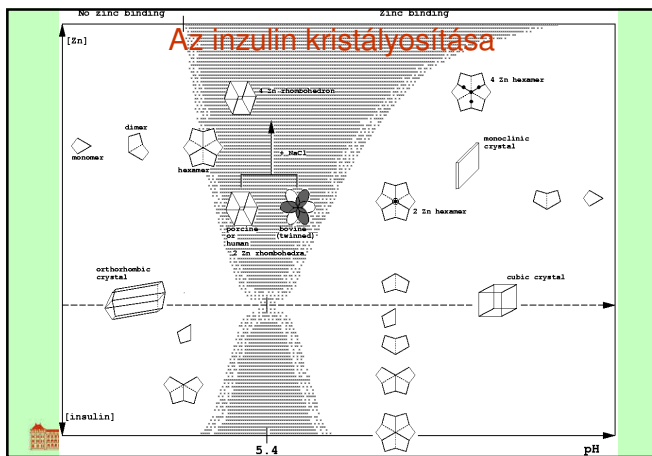 No zinc binding
Zinc binding
Az inzulin kristályosítása
[Zn]
4 Zn rhombohedron
4 Zn hexamer
dimer
monomer
hexamer
+ NaCl
monoclinic
crystal
2 Zn hexamer
porcine
or
human
bovine
(twinned)
2 Zn rhombohedra
orthorhombic
crystal
cubic crystal
[insulin]
5.4
pH